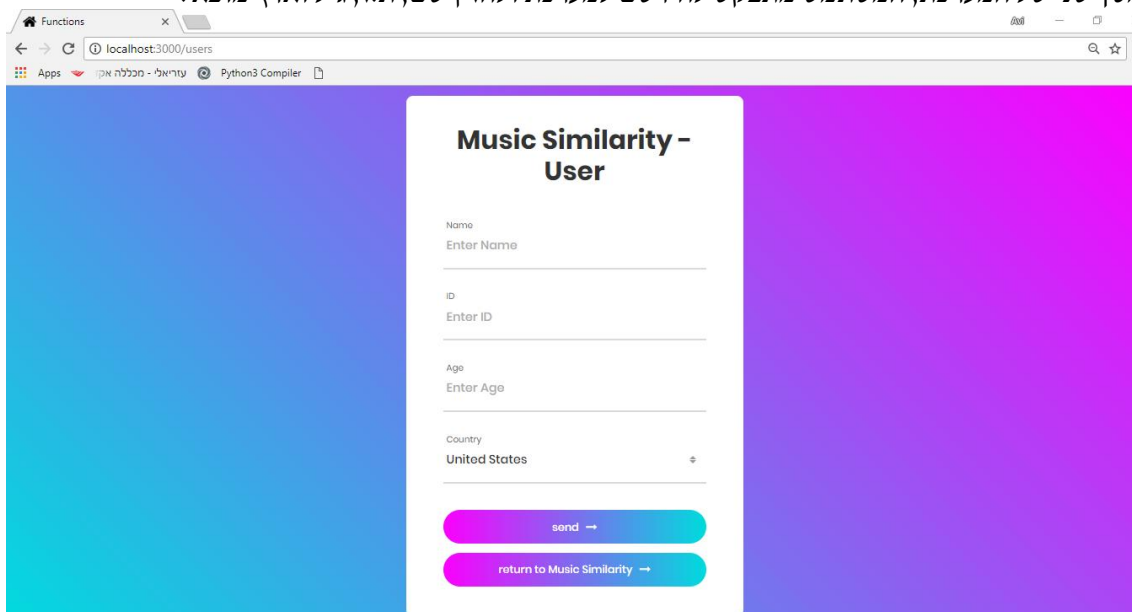 Functions
Avi
localhost:3000/users
Apps
עזריאלי - מכללה אק
Python3 Compiler
Music Similarity -
User
Name
Enter Name
ID
Enter ID
Age
Enter Age
Country
United States
send →
return to Music Similarity →